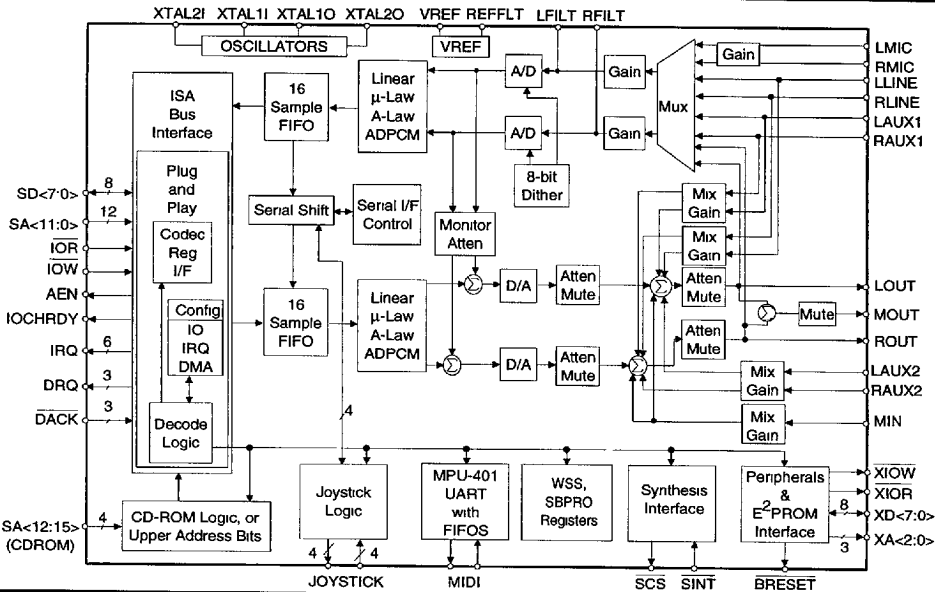 XTAL2I XTAL1I XTAL1O XTAL2O VREF REFFLT LFILT RFILT
OSCILLATORS
VREF
ISA
Bus
Interface
16
Sample
FIFO
Linear
μ-Law
A-Law
ADPCM
A/D
Gain
Mux
Gain
LMIC
RMIC
LLINE
RLINE
LAUX1
RAUX1
A/D
Gain
8-bit
Dither
Plug
and
Play
Codec
Reg
I/F
Serial Shift
Serial I/F
Control
Monitor
Atten
Mix
Gain
Mix
Gain
SD<7:0>
8
SA<11:0>
12
IOR
IOW
AEN
IOCHRDY
IRQ
6
DRQ
3
DACK
3
Config
IO
IRQ
DMA
Decode
Logic
16
Sample
FIFO
Linear
μ-Law
A-Law
ADPCM
Σ
D/A
Atten
Mute
Σ
Atten
Mute
LOUT
Σ
Mute
MOUT
Σ
D/A
Atten
Mute
Σ
Atten
Mute
ROUT
Mix
Gain
LAUX2
RAUX2
Mix
Gain
MIN
4
SA<12:15>
(CDROM)
4
CD-ROM Logic, or
Upper Address Bits
Joystick
Logic
MPU-401
UART
with
FIFOS
WSS,
SBPRO
Registers
Synthesis
Interface
Peripherals
&
E²PROM
Interface
XIOW
XIOR
8
XD<7:0>
XA<2:0>
3
4
4
JOYSTICK
MIDI
SCS
SINT
BRESET